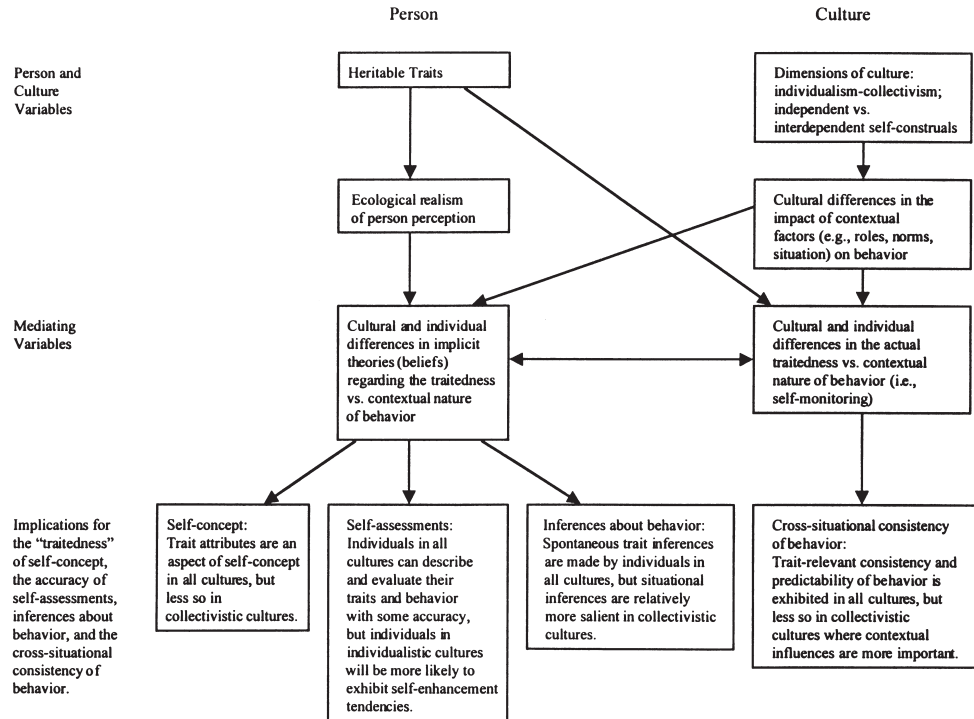 Person
Culture
Person and
Culture
Variables
Heritable Traits
Dimensions of culture:
individualism-collectivism;
independent vs.
interdependent self-construals
Ecological realism
of person perception
Cultural differences in the
impact of contextual
factors (e.g., roles, norms,
situation) on behavior
Mediating
Variables
Cultural and individual
differences in implicit
theories (beliefs)
regarding the traitedness
vs. contextual nature
of behavior
Cultural and individual
differences in the actual
traitedness vs. contextual
nature of behavior (i.e.,
self-monitoring)
Implications for
the “traitedness”
of self-concept,
the accuracy of
self-assessments,
inferences about
behavior, and the
cross-situational
consistency of
behavior.
Self-concept:
Trait attributes are an
aspect of self-concept
in all cultures, but
less so in
collectivistic cultures.
Self-assessments:
Individuals in all
cultures can describe
and evaluate their
traits and behavior
with some accuracy,
but individuals in
individualistic cultures
will be more likely to
exhibit self-enhancement
tendencies.
Inferences about behavior:
Spontaneous trait inferences
are made by individuals in
all cultures, but situational
inferences are relatively
more salient in collectivistic
cultures.
Cross-situational consistency
of behavior:
Trait-relevant consistency and
predictability of behavior is
exhibited in all cultures, but
less so in collectivistic
cultures where contextual
influences are more important.